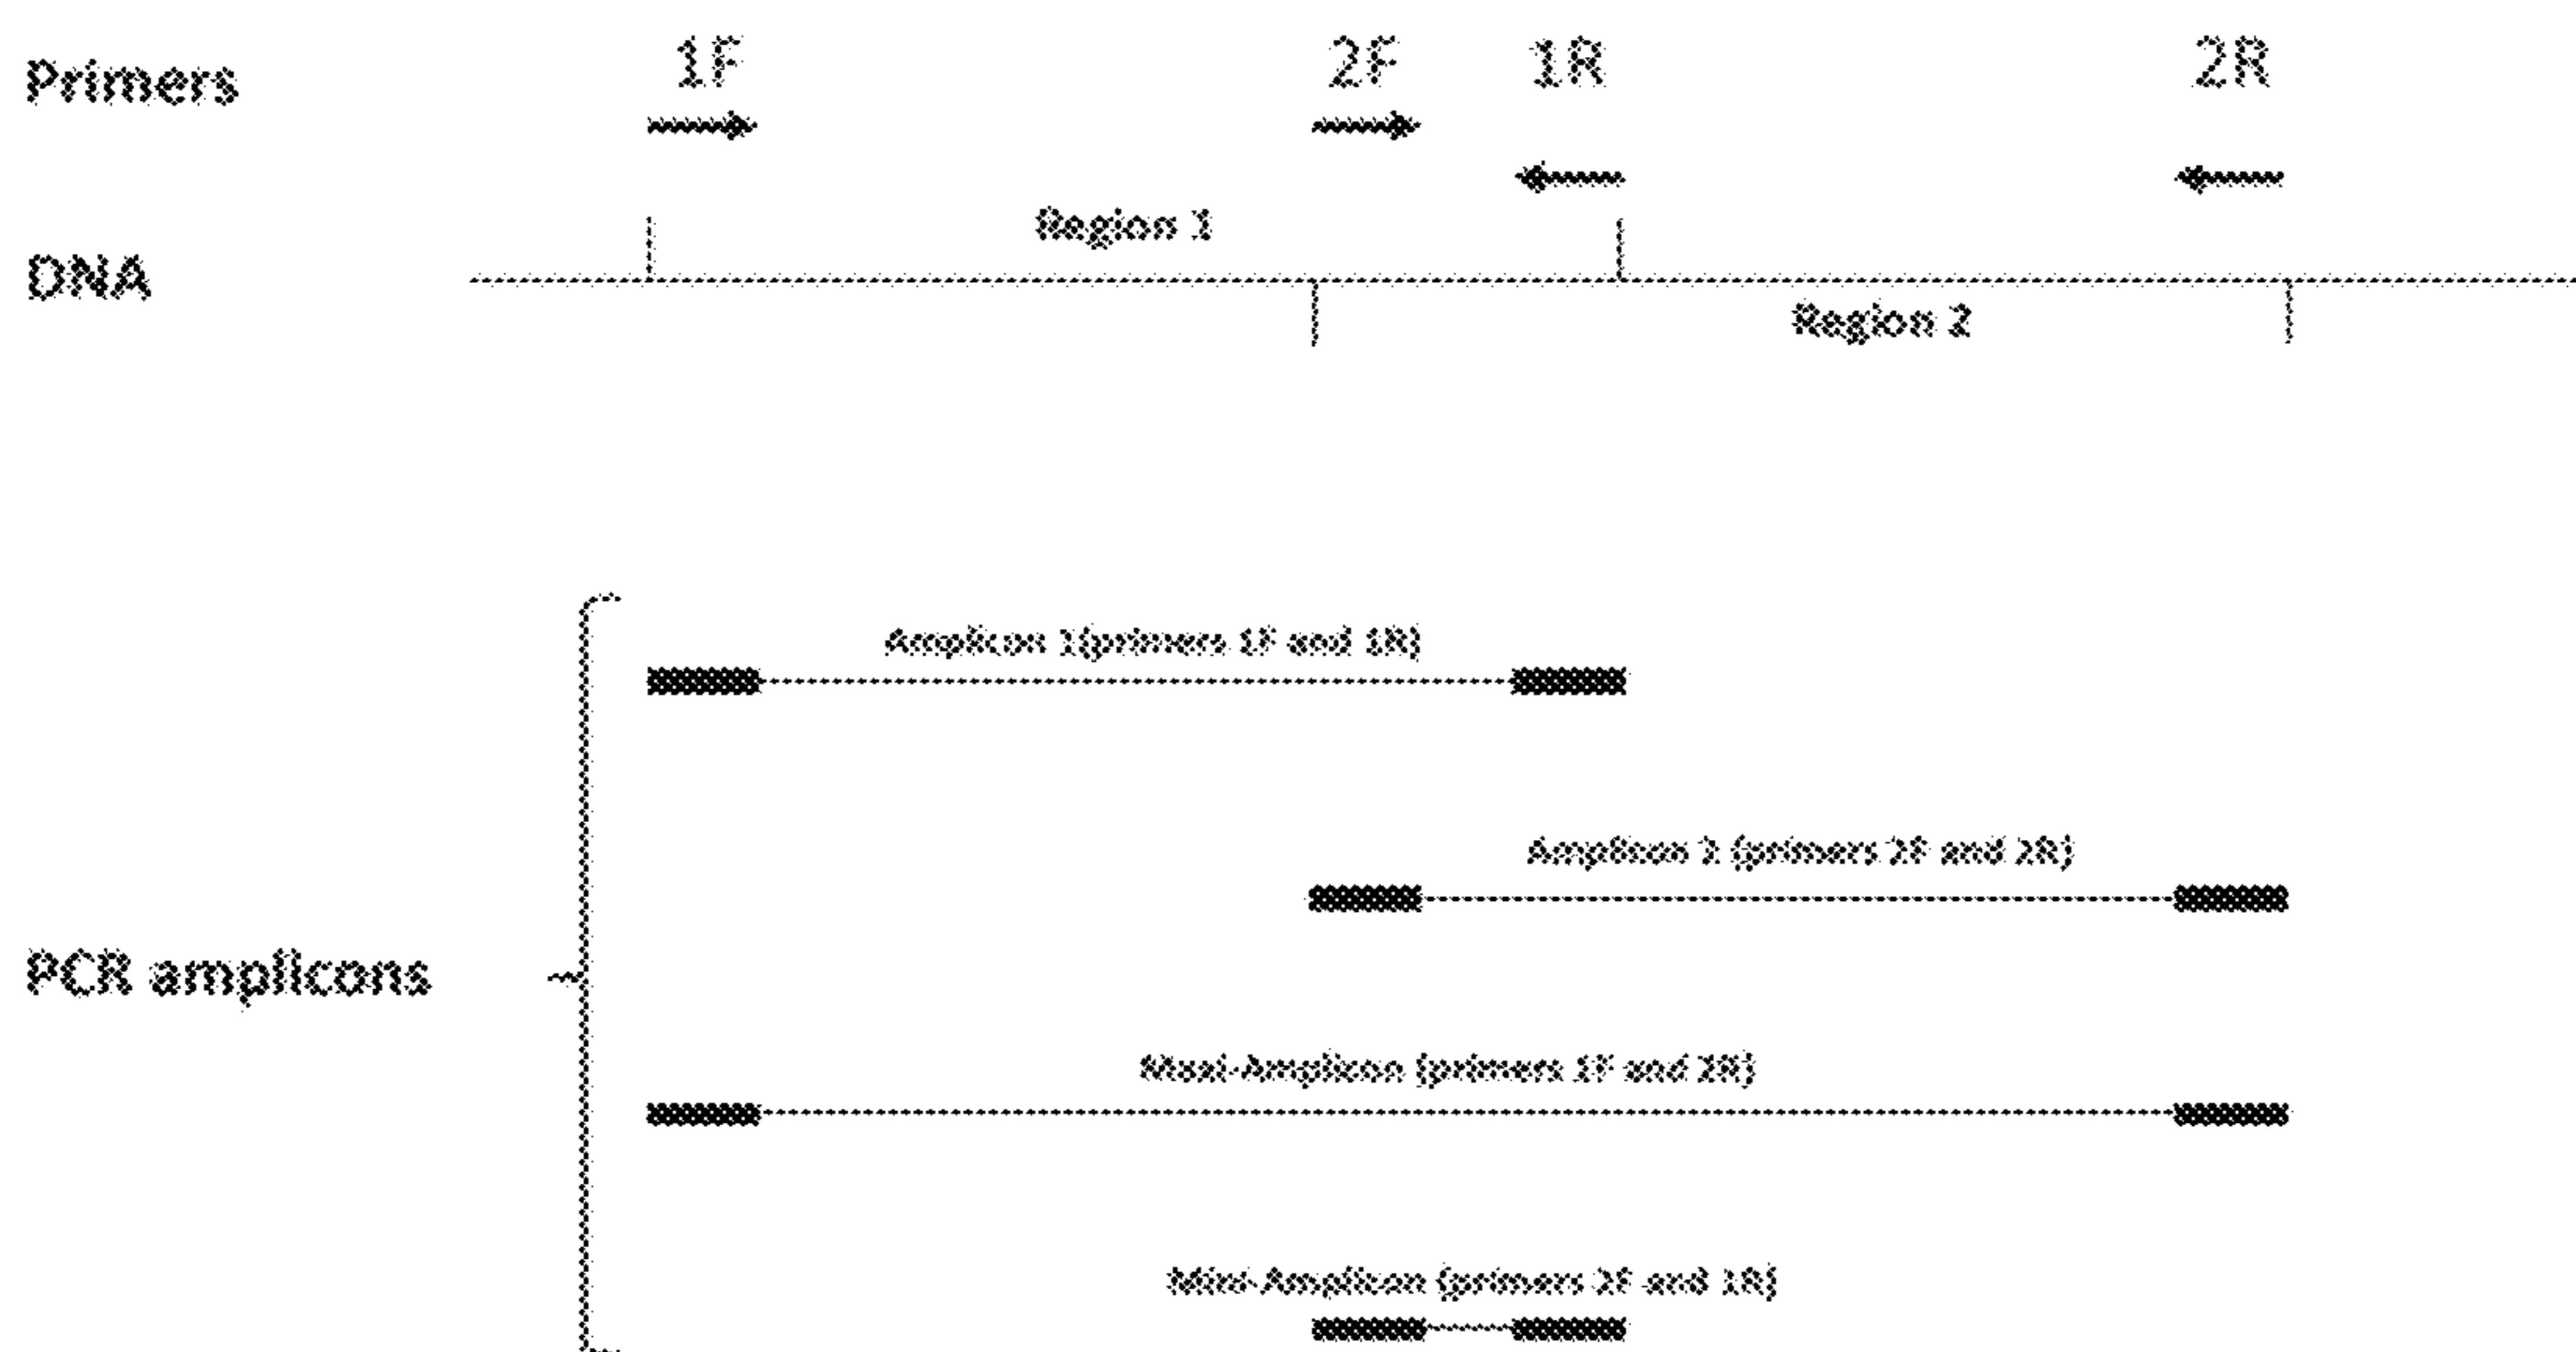 Primers
1F
2F
1R
2R
Region 1
DNA
Region 2
Amplicon 1(primers 1F and 1R)
Amplicon 2 (primers 2F and 2R)
PCR amplicons
Maxi-Amplicon (primers 1F and 2R)
Mini-Amplicon (primers 2F and 1R)